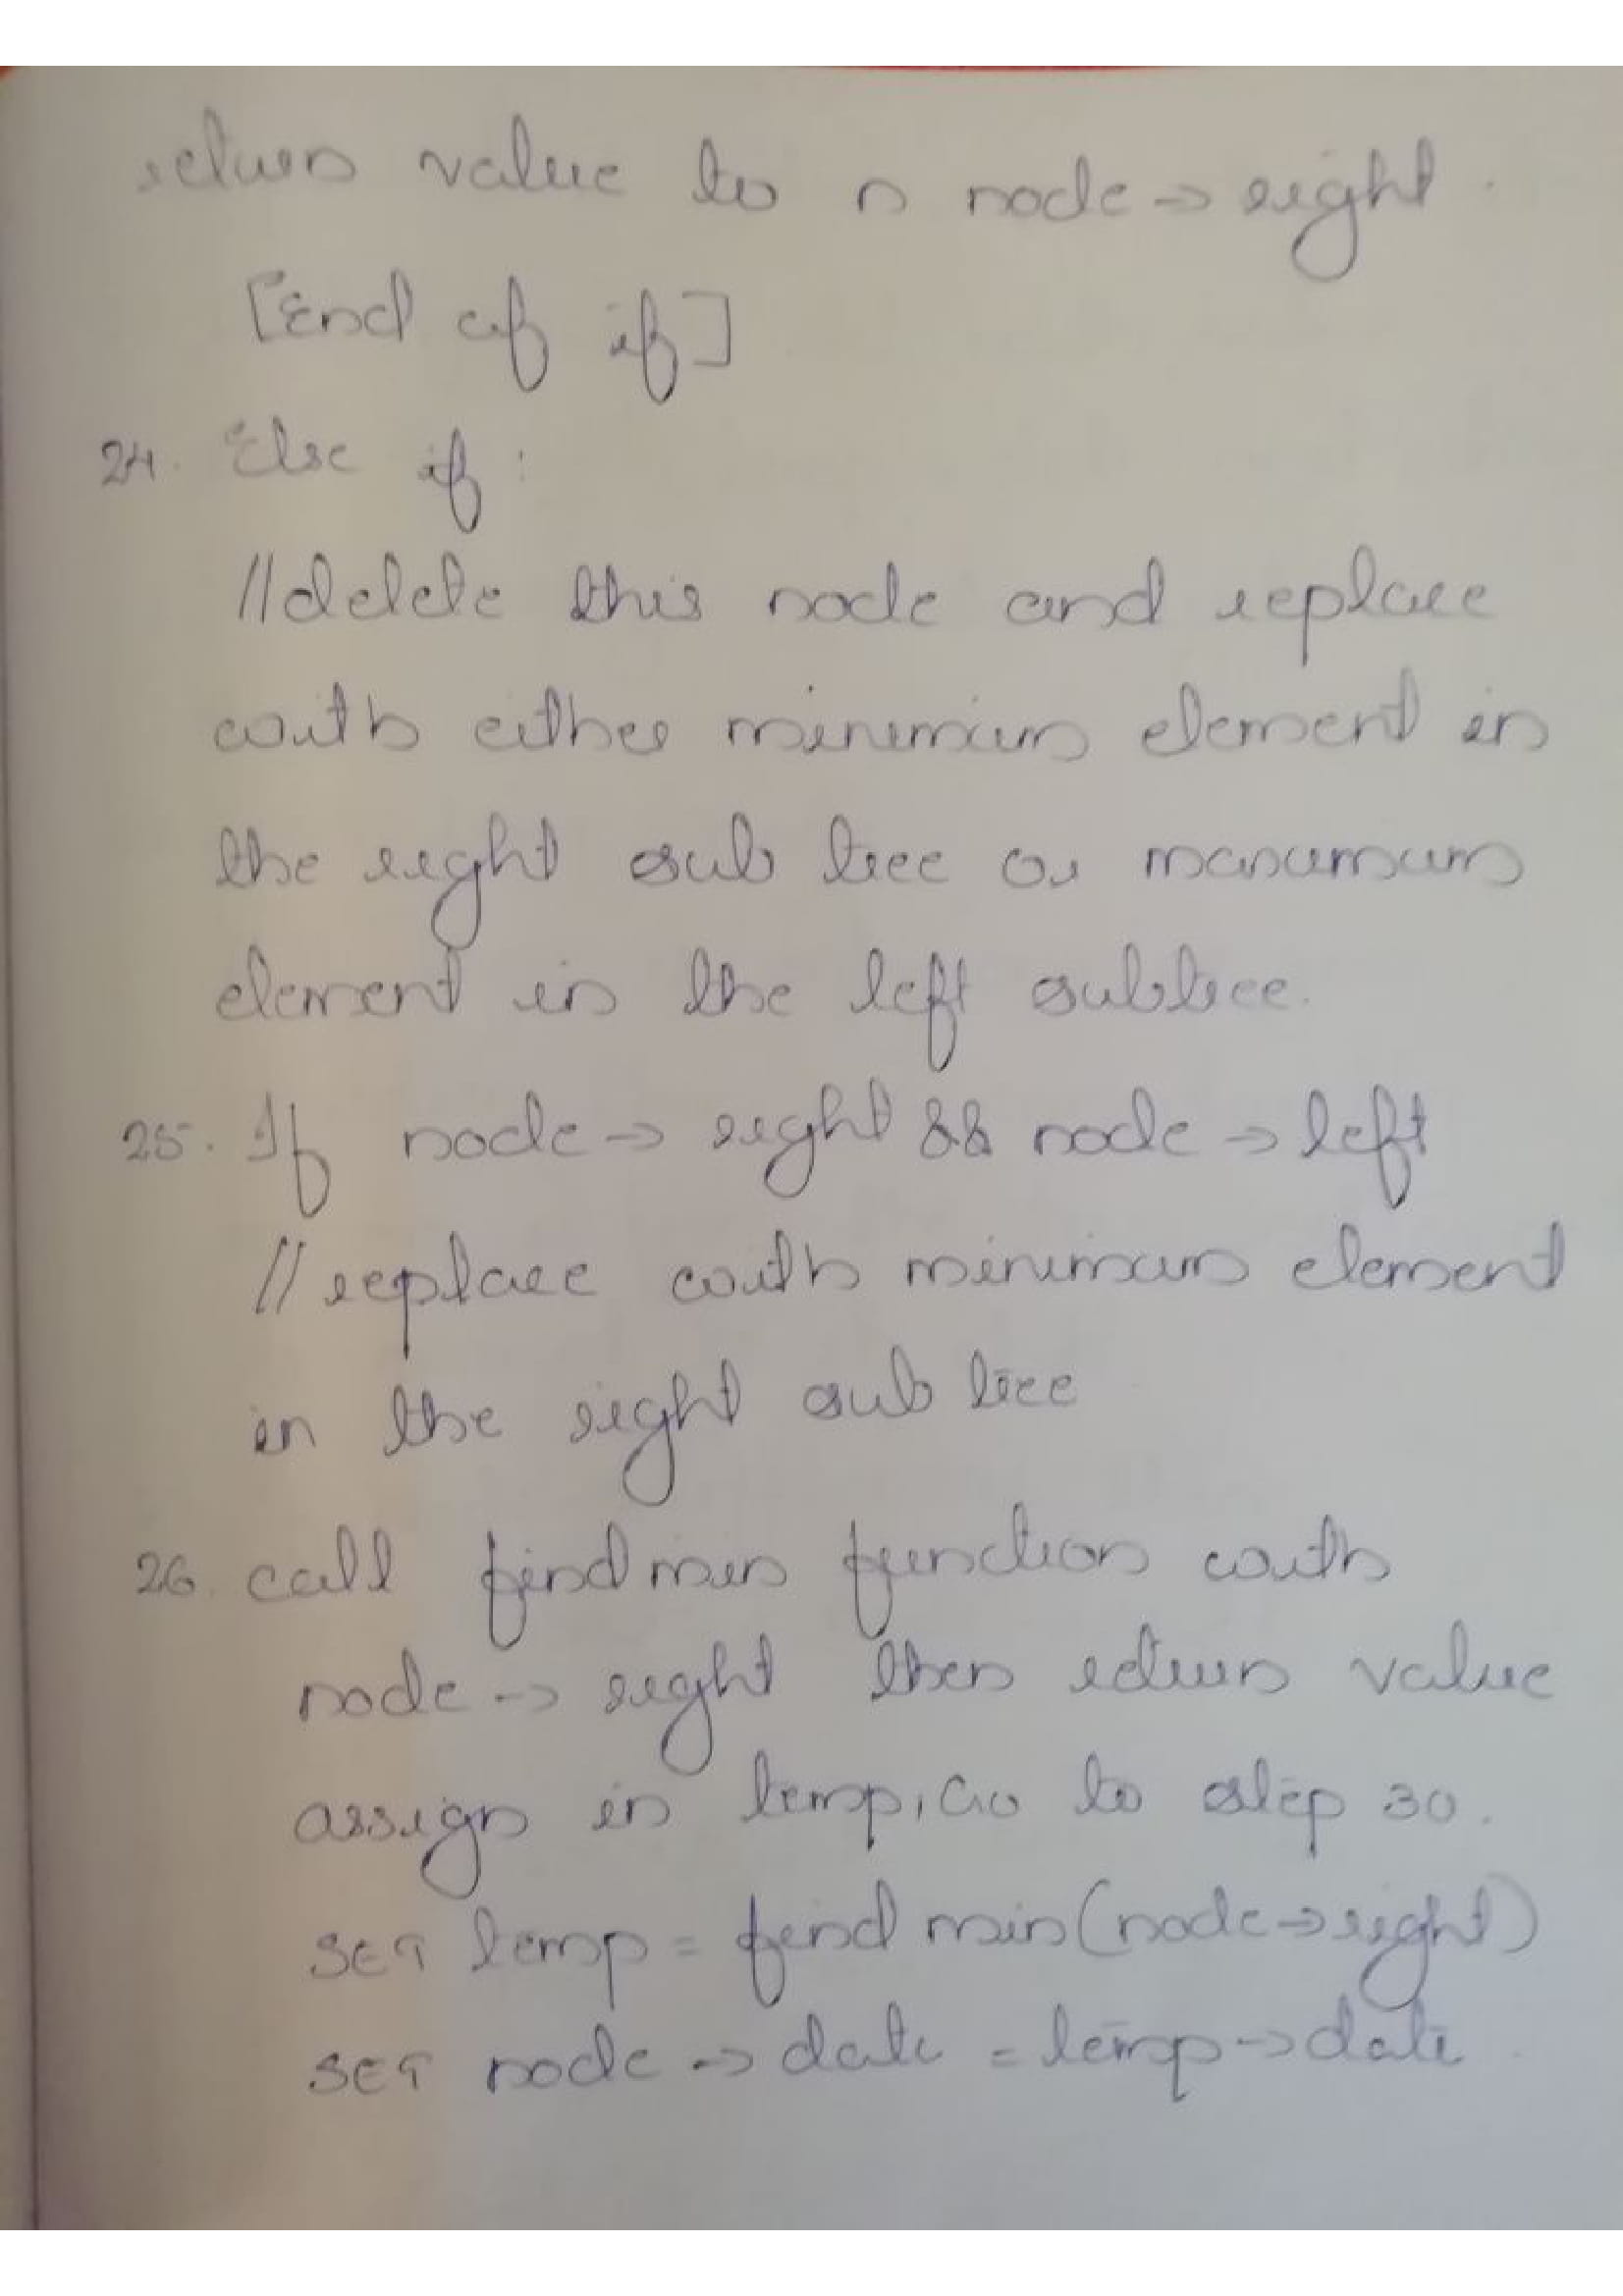 return value to n node → right.
[End of if]
24. Else if :
//delete this node and replace
with either minimum element in
the right sub tree or maximum
element in the left subtree.
25. If node → right && node → left
// replace with minimum element
in the right sub tree
26. call find min function with
node → right then return value
assign in temp, Go to step 30.
SET temp = find min (node → right)
SET node → data = temp → data.